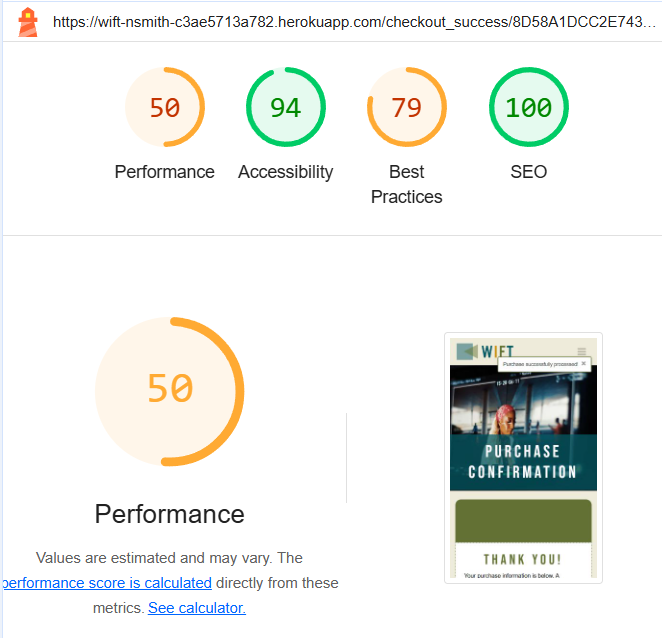 https://wift-nsmith-c3ae5713a782.herokuapp.com/checkout_success/8D58A1DCC2E743…
50
94
79
100
Performance
Accessibility
Best
Practices
SEO
50
Performance
Values are estimated and may vary. The
performance score is calculated directly from these
metrics. See calculator.
WIFT
Purchase successfully processed! ×
PURCHASE
CONFIRMATION
THANK YOU!
Your purchase information is below. A